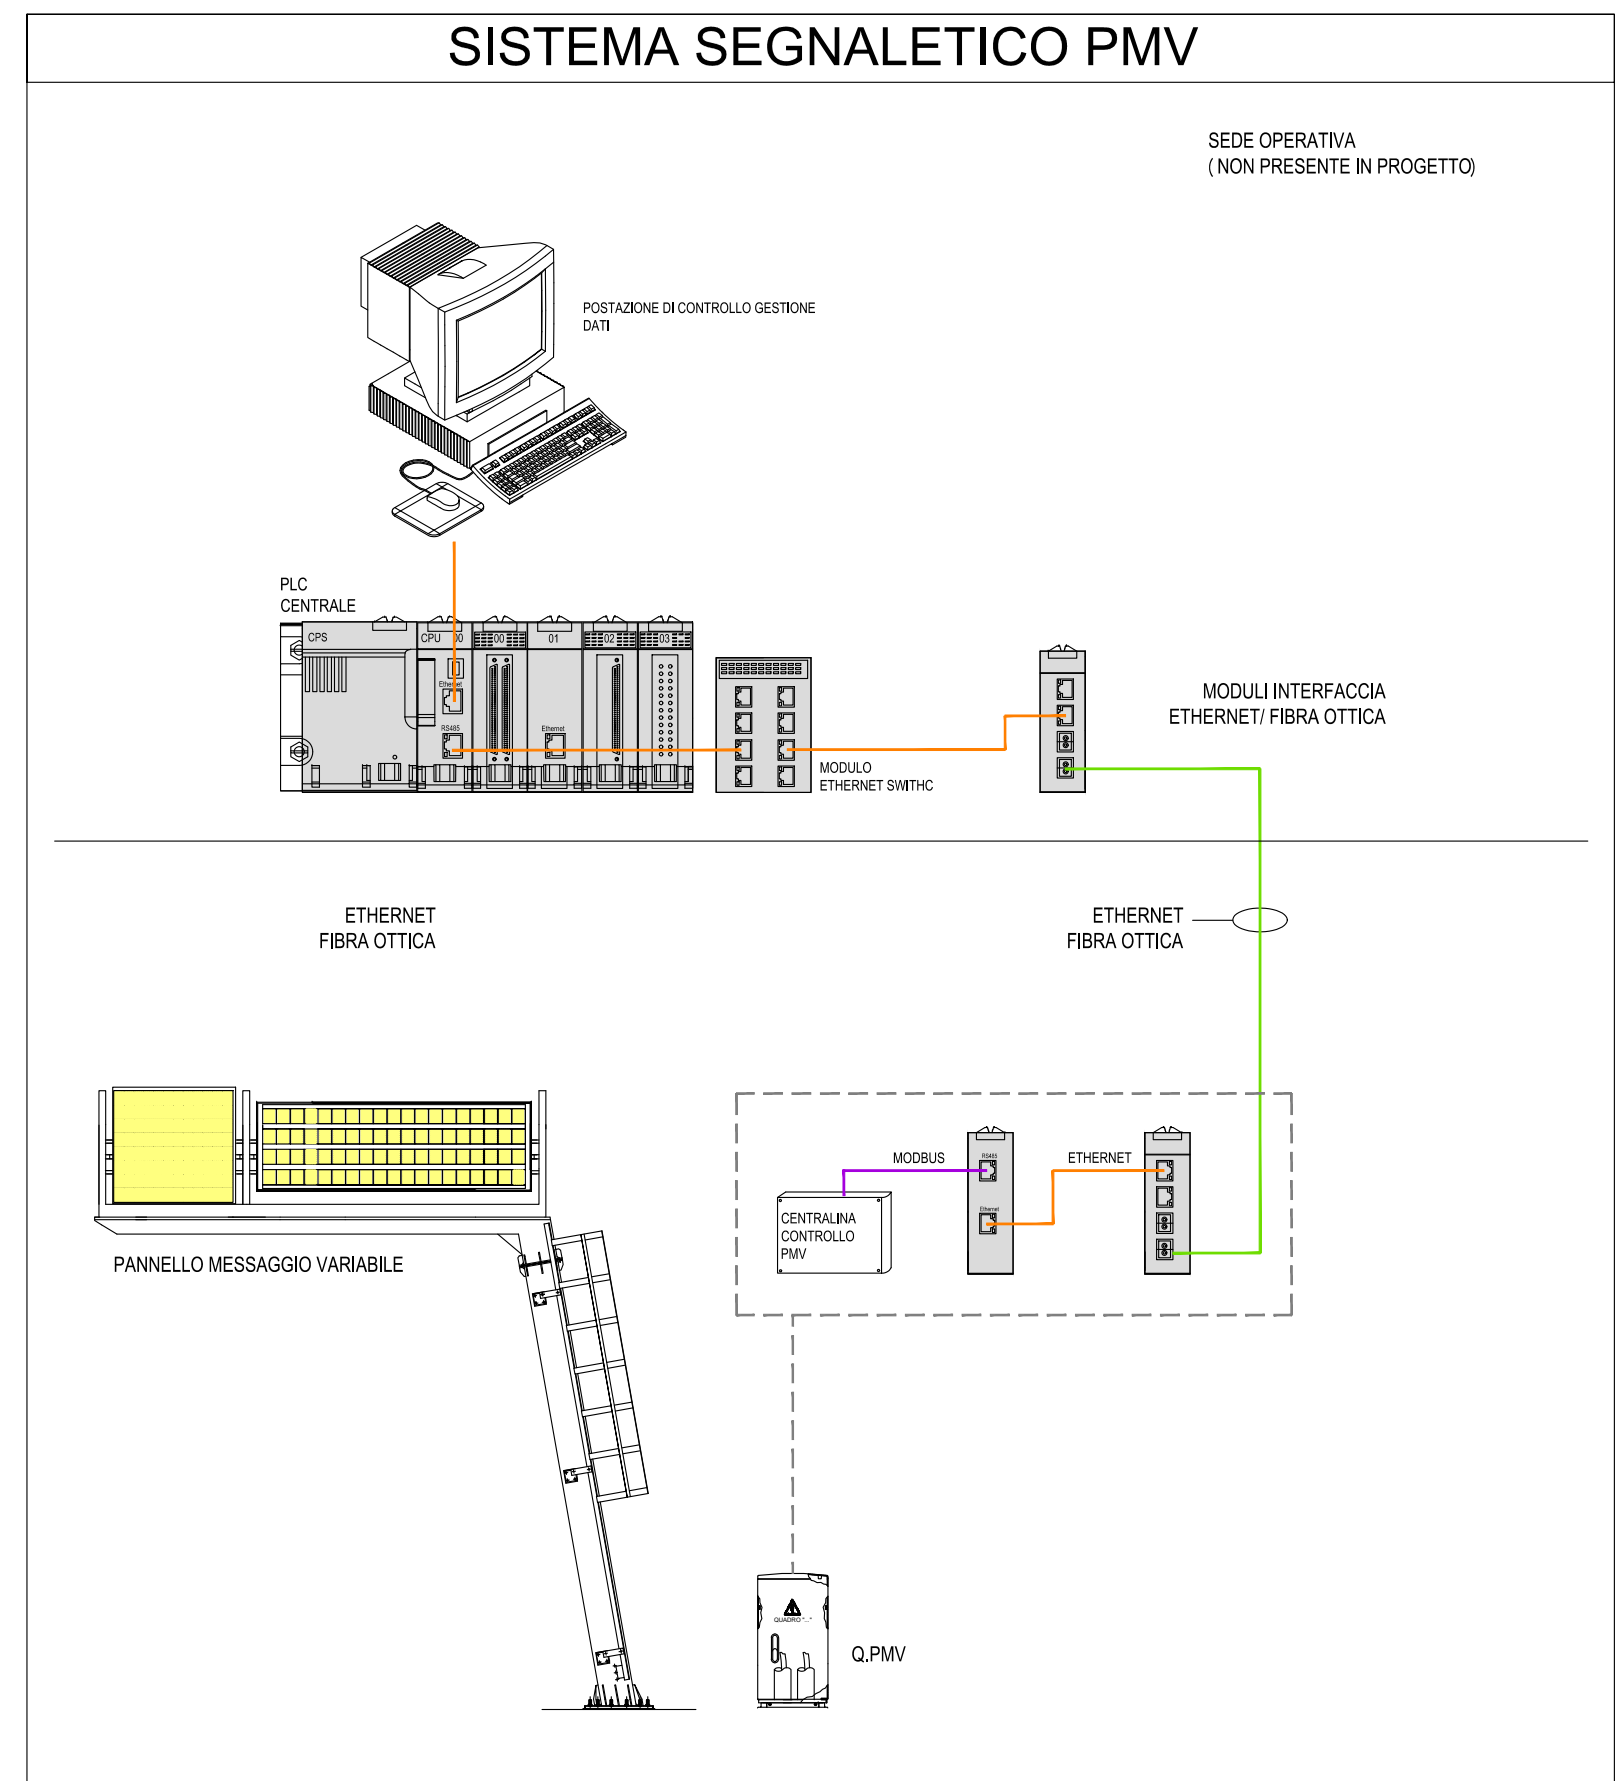 SISTEMA SEGNALETICO PMV
SEDE OPERATIVA
( NON PRESENTE IN PROGETTO)
POSTAZIONE DI CONTROLLO GESTIONE
DATI
PLC
CENTRALE
CPS
CPU 00
00
01
02
03
Ethernet
RS485
Ethernet
MODULO
ETHERNET SWITHC
MODULI INTERFACCIA
ETHERNET/ FIBRA OTTICA
ETHERNET
FIBRA OTTICA
ETHERNET
FIBRA OTTICA
PANNELLO MESSAGGIO VARIABILE
MODBUS
RS485
ETHERNET
Ethernet
CENTRALINA
CONTROLLO
PMV
QUADRO "..."
Q.PMV